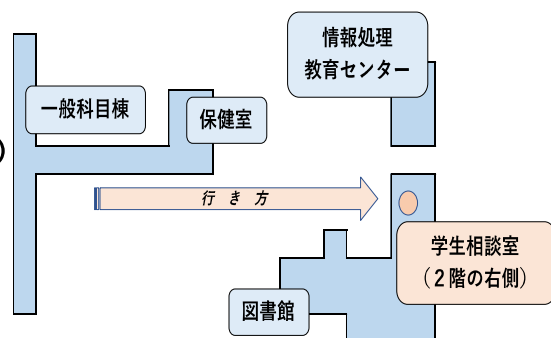 情報処理
教育センター
一般科目棟
保健室
)
行き方
学生相談室
(2階の右側)
図書館